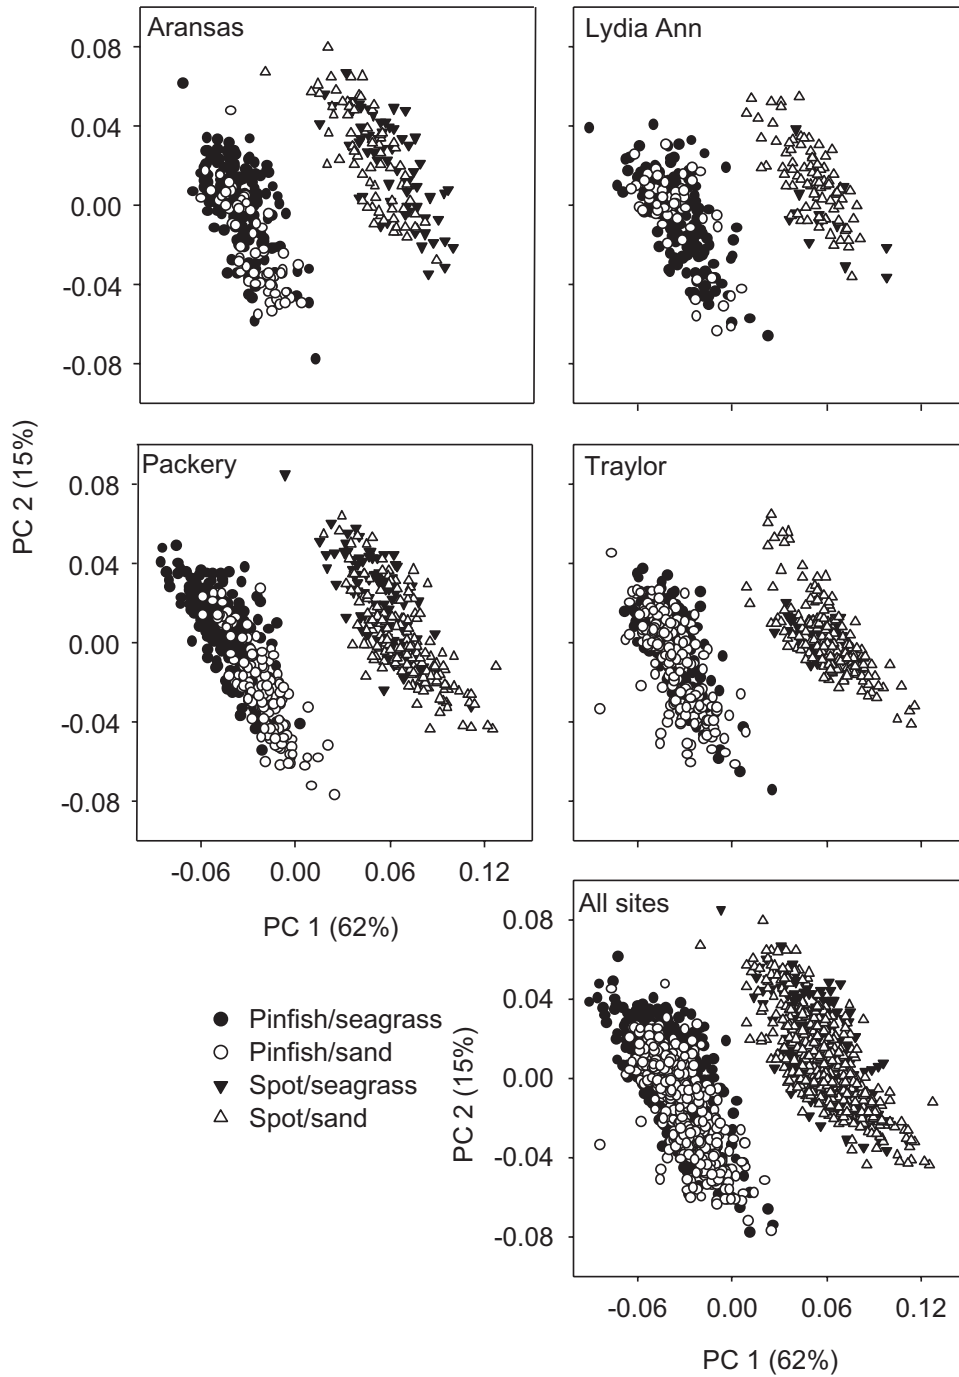 Aransas
Lydia Ann
0.08
0.04
0.00
-0.04
-0.08
PC 2 (15%)
Packery
Traylor
0.08
0.04
0.00
-0.04
-0.08
-0.06 0.00 0.06 0.12
PC 1 (62%)
All sites
0.08
0.04
0.00
-0.04
-0.08
PC 2 (15%)
-0.06 0.00 0.06 0.12
PC 1 (62%)
Pinfish/seagrass
Pinfish/sand
Spot/seagrass
Spot/sand